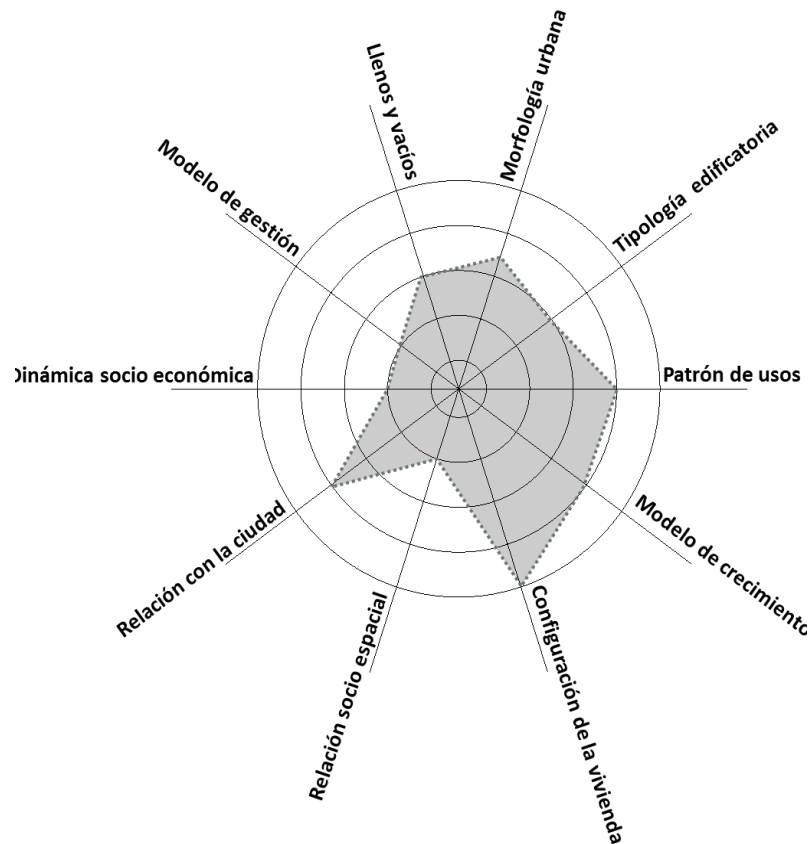 Llenos y vacíos
Morfología urbana
Tipología edificatoria
Patrón de usos
Modelo de crecimiento
Configuración de la vivienda
Relación socio espacial
Relación con la ciudad
Dinámica socio económica
Modelo de gestión